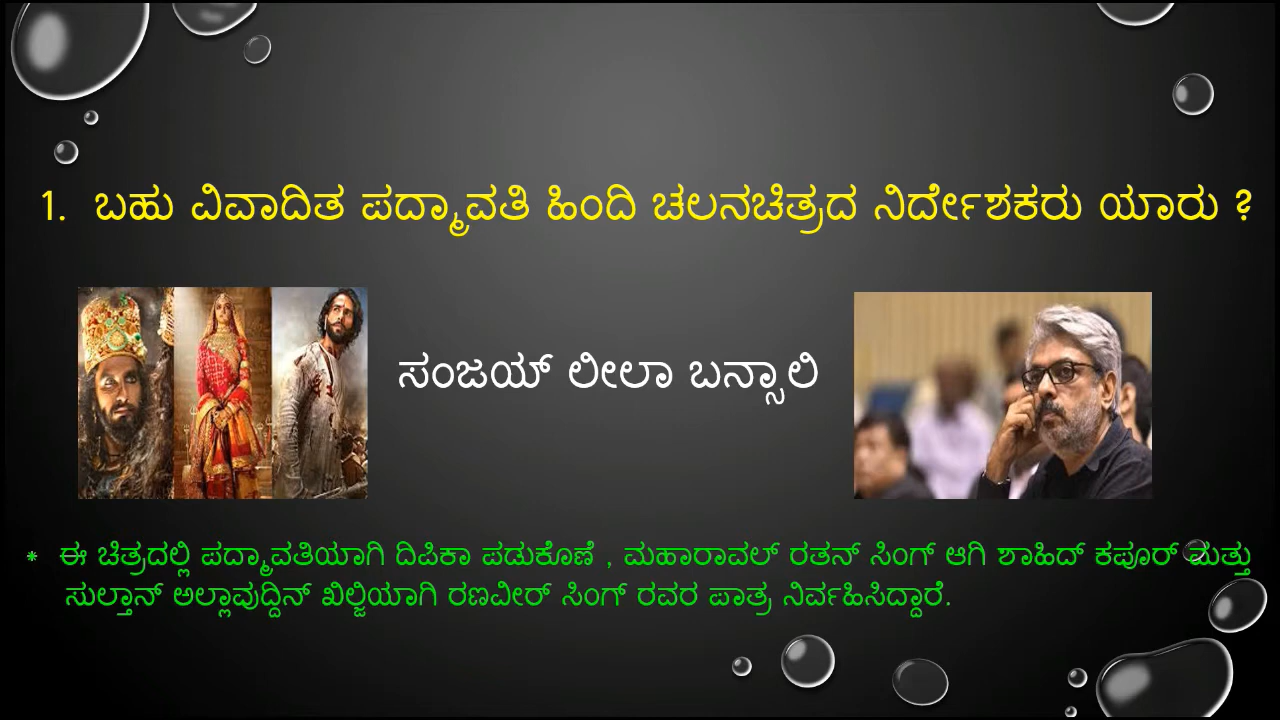 1. ಬಹು ವಿವಾದಿತ ಪದ್ಮಾವತಿ ಹಿಂದಿ ಚಲನಚಿತ್ರದ ನಿರ್ದೇಶಕರು ಯಾರು ?
ಸಂಜಯ್ ಲೀಲಾ ಬನ್ಸಾಲಿ
* ಈ ಚಿತ್ರದಲ್ಲಿ ಪದ್ಮಾವತಿಯಾಗಿ ದಿಪಿಕಾ ಪಡುಕೊಣೆ , ಮಹಾರಾವಲ್ ರತನ್ ಸಿಂಗ್ ಆಗಿ ಶಾಹಿದ್ ಕಪೂರ್ ಮತ್ತು
ಸುಲ್ತಾನ್ ಅಲ್ಲಾವುದ್ದಿನ್ ಖಿಲ್ಜಿಯಾಗಿ ರಣವೀರ್ ಸಿಂಗ್ ರವರ ಪಾತ್ರ ನಿರ್ವಹಿಸಿದ್ದಾರೆ.